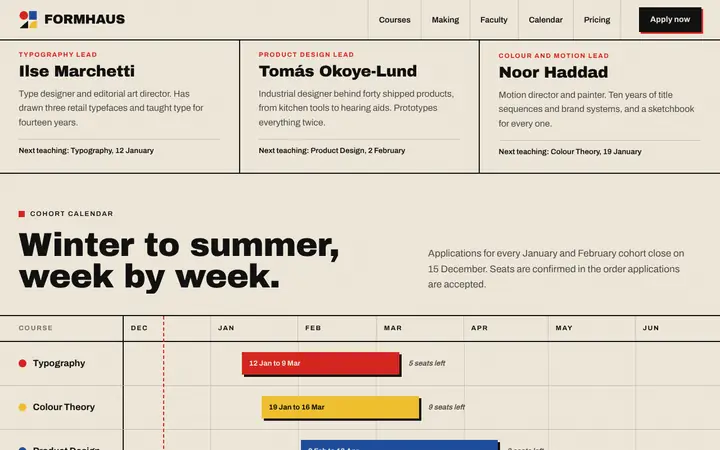 FORMHAUS
Courses
Making
Faculty
Calendar
Pricing
Apply now
TYPOGRAPHY LEAD
Ilse Marchetti
Type designer and editorial art director. Has
drawn three retail typefaces and taught type for
fourteen years.
Next teaching: Typography, 12 January
PRODUCT DESIGN LEAD
Tomás Okoye-Lund
Industrial designer behind forty shipped products,
from kitchen tools to hearing aids. Prototypes
everything twice.
Next teaching: Product Design, 2 February
COLOUR AND MOTION LEAD
Noor Haddad
Motion director and painter. Ten years of title
sequences and brand systems, and a sketchbook
for every one.
Next teaching: Colour Theory, 19 January
COHORT CALENDAR
Winter to summer,
week by week.
Applications for every January and February cohort close on
15 December. Seats are confirmed in the order applications
are accepted.
COURSE
DEC
JAN
FEB
MAR
APR
MAY
JUN
Typography
12 Jan to 9 Mar
5 seats left
Colour Theory
19 Jan to 16 Mar
9 seats left
Product Design